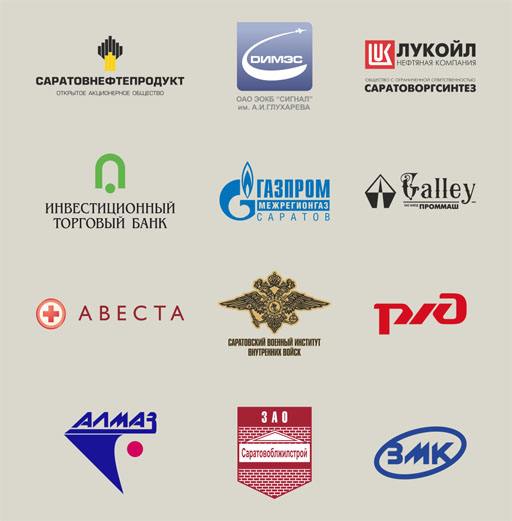 САРАТОВНЕФТЕПРОДУКТ
ОТКРЫТОЕ АКЦИОНЕРНОЕ ОБЩЕСТВО
DИМЭС
ОАО ЭОКБ "СИГНАЛ"
им. А.И.ГЛУХАРЕВА
ЛУКОЙЛ
НЕФТЯНАЯ КОМПАНИЯ
ОБЩЕСТВО С ОГРАНИЧЕННОЙ ОТВЕТСТВЕННОСТЬЮ
САРАТОВОРГСИНТЕЗ
ИНВЕСТИЦИОННЫЙ
ТОРГОВЫЙ БАНК
ГАЗПРОМ
МЕЖРЕГИОНГАЗ
САРАТОВ
Galley
ПРОММАШ
АВЕСТА
САРАТОВСКИЙ ВОЕННЫЙ ИНСТИТУТ
ВНУТРЕННИХ ВОЙСК
РЖД
АЛМАЗ
ЗАО
Саратовоблжилстрой
ЗМК